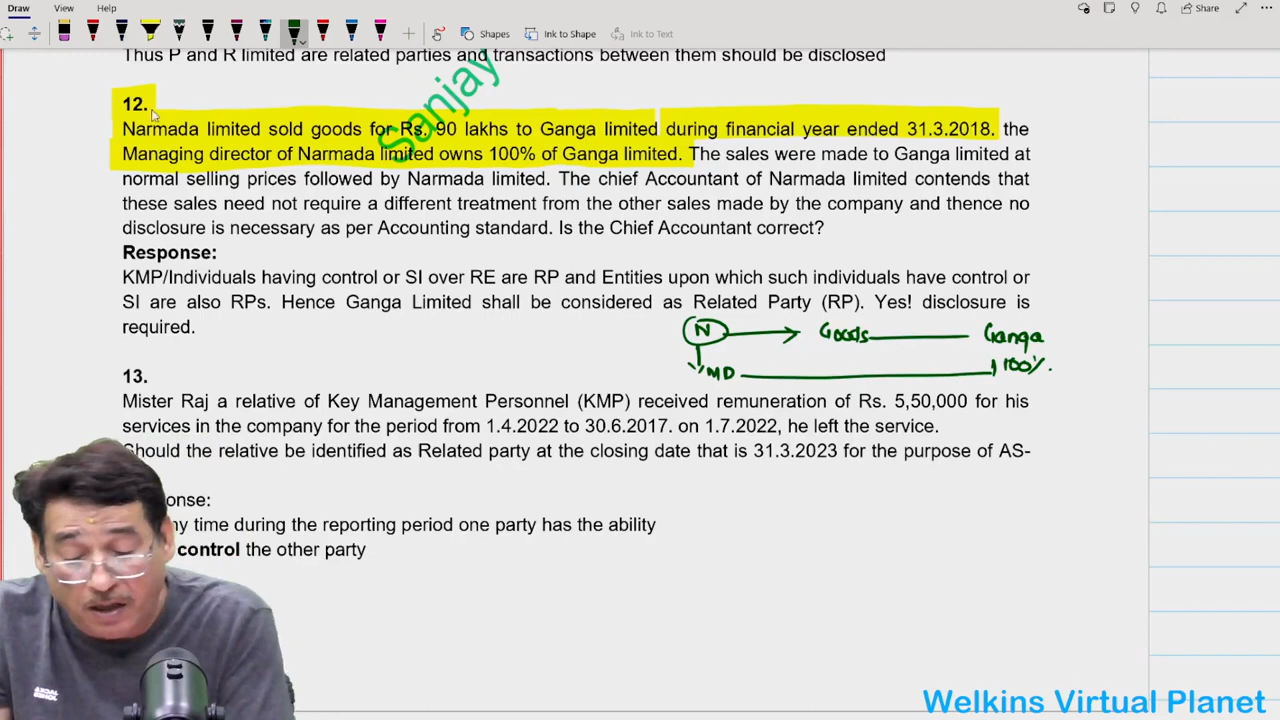 Draw View Help Share
Shapes Ink to Shape Ink to Text
Thus P and R limited are related parties and transactions between them should be disclosed
Sanjay
12.
Narmada limited sold goods for Rs. 90 lakhs to Ganga limited during financial year ended 31.3.2018. the
Managing director of Narmada limited owns 100% of Ganga limited. The sales were made to Ganga limited at
normal selling prices followed by Narmada limited. The chief Accountant of Narmada limited contends that
these sales need not require a different treatment from the other sales made by the company and thence no
disclosure is necessary as per Accounting standard. Is the Chief Accountant correct?
Response:
KMP/Individuals having control or SI over RE are RP and Entities upon which such individuals have control or
SI are also RPs. Hence Ganga Limited shall be considered as Related Party (RP). Yes! disclosure is
required.
N Goods Ganga
MD 100%.
13.
Mister Raj a relative of Key Management Personnel (KMP) received remuneration of Rs. 5,50,000 for his
services in the company for the period from 1.4.2022 to 30.6.2017. on 1.7.2022, he left the service.
Should the relative be identified as Related party at the closing date that is 31.3.2023 for the purpose of AS-
onse:
ny time during the reporting period one party has the ability
control the other party
Welkins Virtual Planet